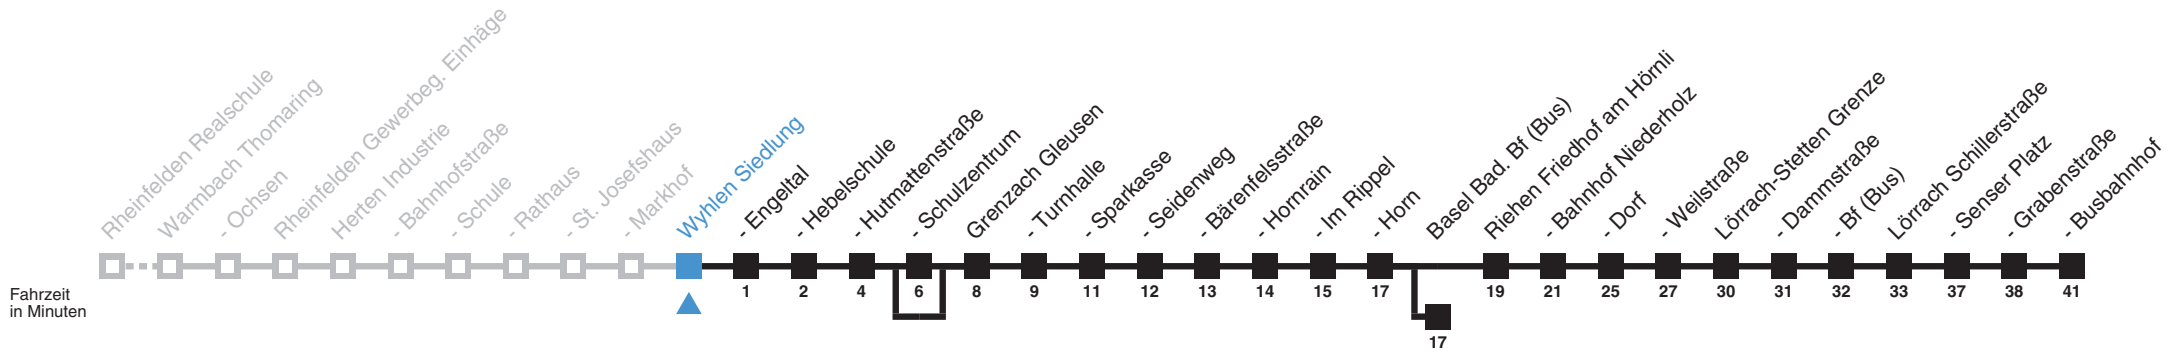 Rheinfelden Realschule
Warmbach Thomaring
- Ochsen
Rheinfelden Gewerbeg. Einhäge
Herten Industrie
- Bahnhofstraße
- Schule
- Rathaus
- St. Josefshaus
- Markhof
Wyhlen Siedlung
- Engeltal
- Hebelschule
- Hutmattenstraße
- Schulzentrum
Grenzach Gleusen
- Turnhalle
- Sparkasse
- Seidenweg
- Bärenfelsstraße
- Hornrain
- Im Rippel
- Horn
Basel Bad. Bf (Bus)
Riehen Friedhof am Hörnli
- Bahnhof Niederholz
- Dorf
- Weilstraße
Lörrach-Stetten Grenze
- Dammstraße
- Bf (Bus)
Lörrach Schillerstraße
- Senser Platz
- Grabenstraße
- Busbahnhof
Fahrzeit
in Minuten
1 2 4 6 8 9 11 12 13 14 15 17 19 21 25 27 30 31 32 33 37 38 41
17